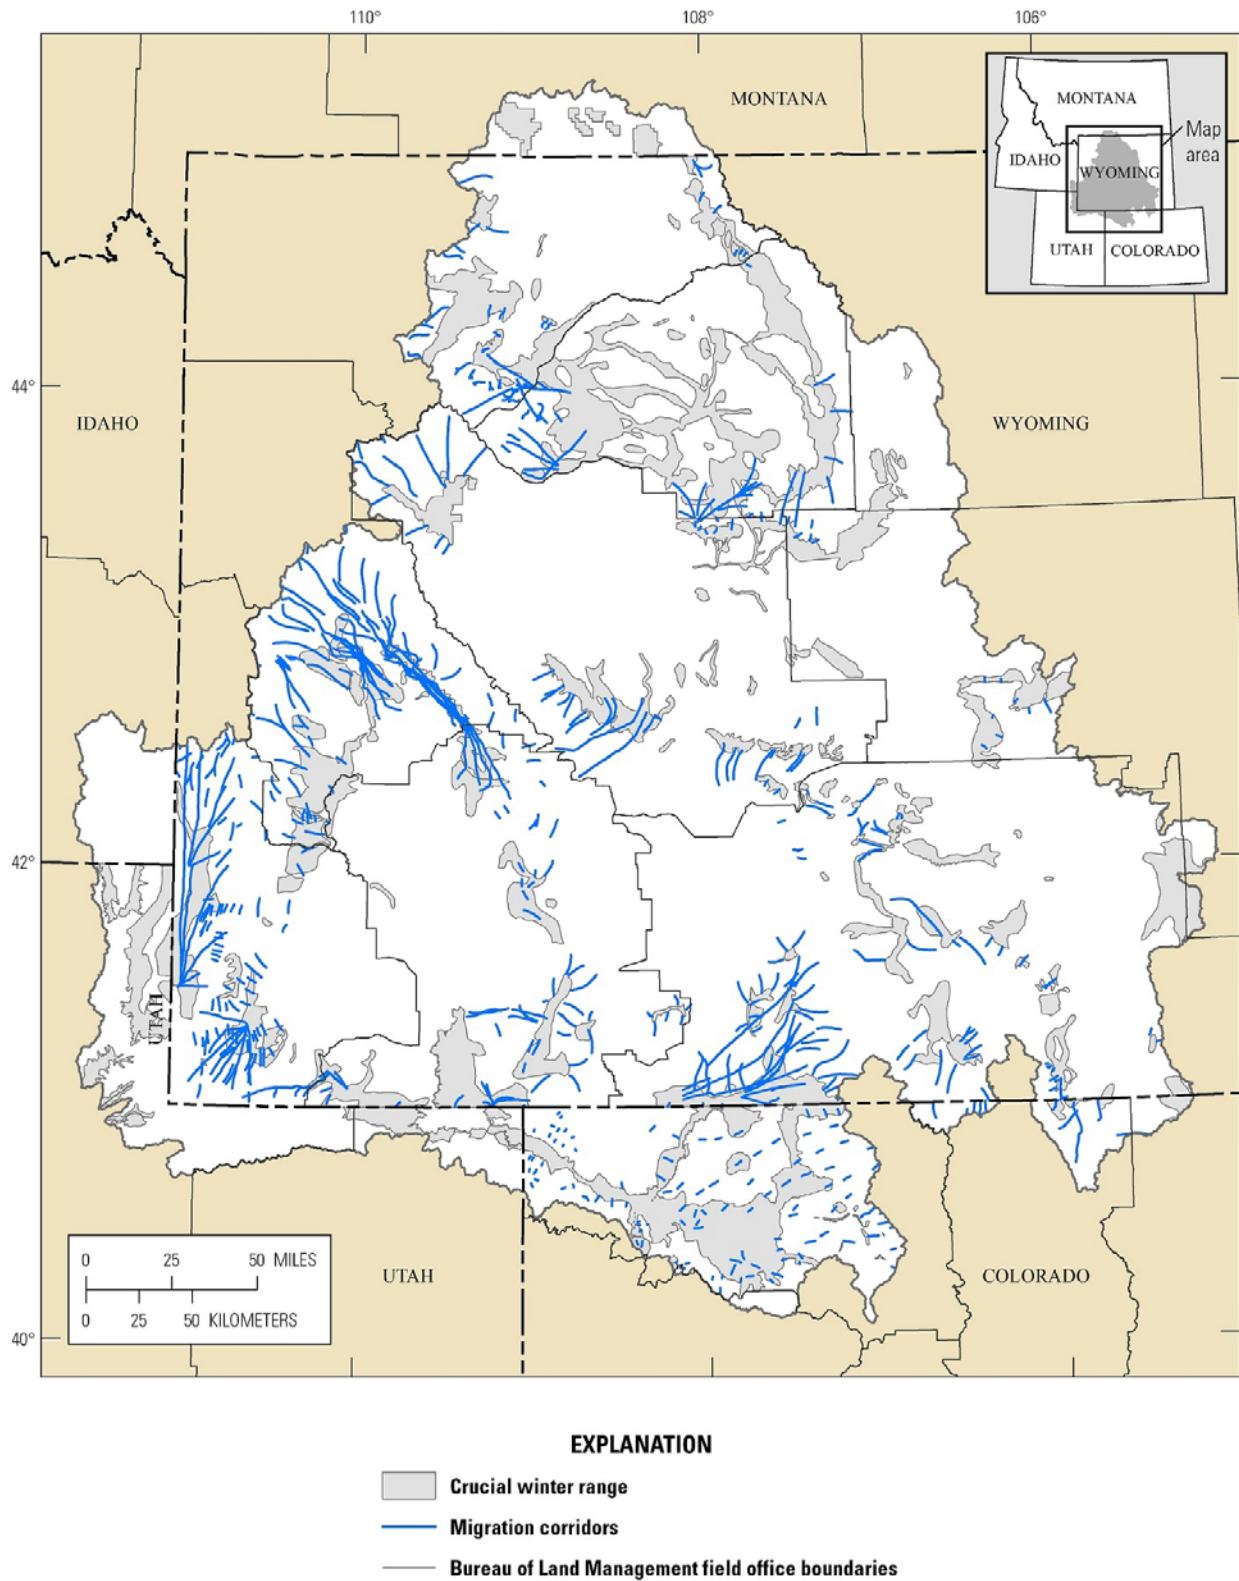 110° 108° 106°
MONTANA
MONTANA
Map
area
IDAHO
WYOMING
UTAH COLORADO
44°
IDAHO
WYOMING
42°
UTAH
0 25 50 MILES
0 25 50 KILOMETERS
UTAH
COLORADO
40°
EXPLANATION
Crucial winter range
Migration corridors
Bureau of Land Management field office boundaries